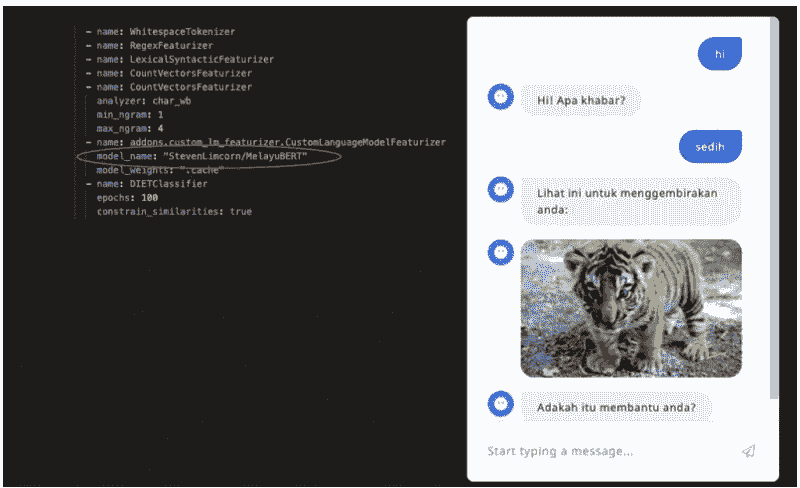 - name: WhitespaceTokenizer
- name: RegexFeaturizer
- name: LexicalSyntacticFeaturizer
- name: CountVectorsFeaturizer
- name: CountVectorsFeaturizer
analyzer: char_wb
min_ngram: 1
max_ngram: 4
- name: addons.custom_lm_featurizer.CustomLanguageModelFeaturizer
model_name: "StevenLimcorn/MelayuBERT"
model_weights: ".cache"
- name: DIETClassifier
epochs: 100
constrain_similarities: true
hi
Hi! Apa khabar?
sedih
Lihat ini untuk menggembirakan
anda:
Adakah itu membantu anda?
Start typing a message...